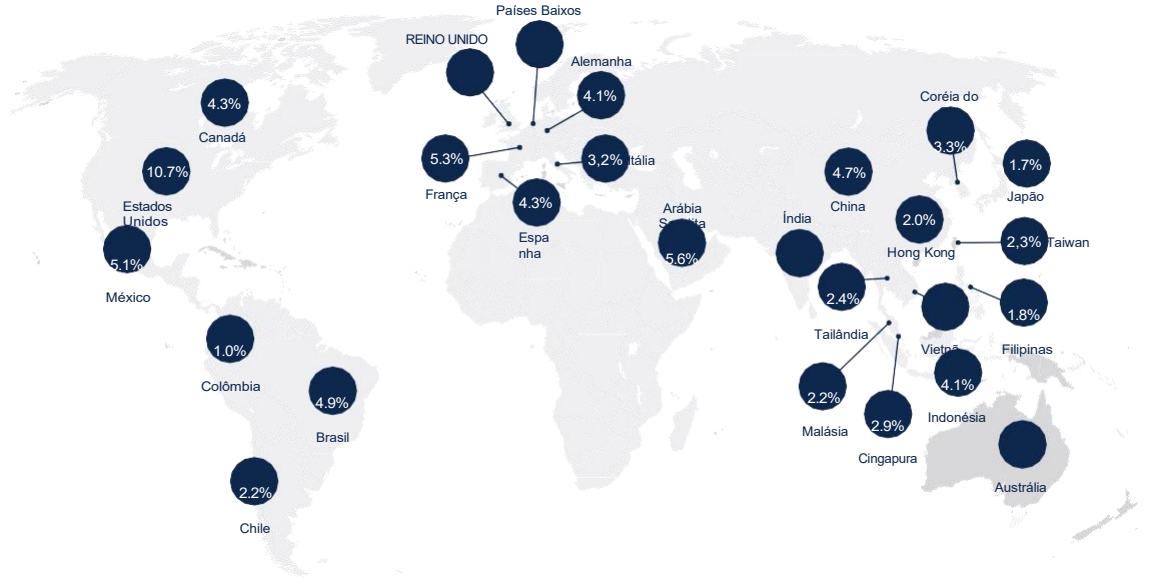 Países Baixos
REINO UNIDO
Alemanha
4.1%
4.3%
Canadá
10.7%
Estados
Unidos
5.1%
México
5.3%
França
3,2%
Itália
4.3%
Espa
nha
Arábia
Saudita
5.6%
Índia
4.7%
China
Coréia do
3.3%
1.7%
Japão
2.0%
Hong Kong
2,3%
Taiwan
2.4%
Tailândia
Vietnã
1.8%
Filipinas
1.0%
Colômbia
4.9%
Brasil
2.2%
Chile
2.2%
Malásia
2.9%
Cingapura
4.1%
Indonésia
Austrália